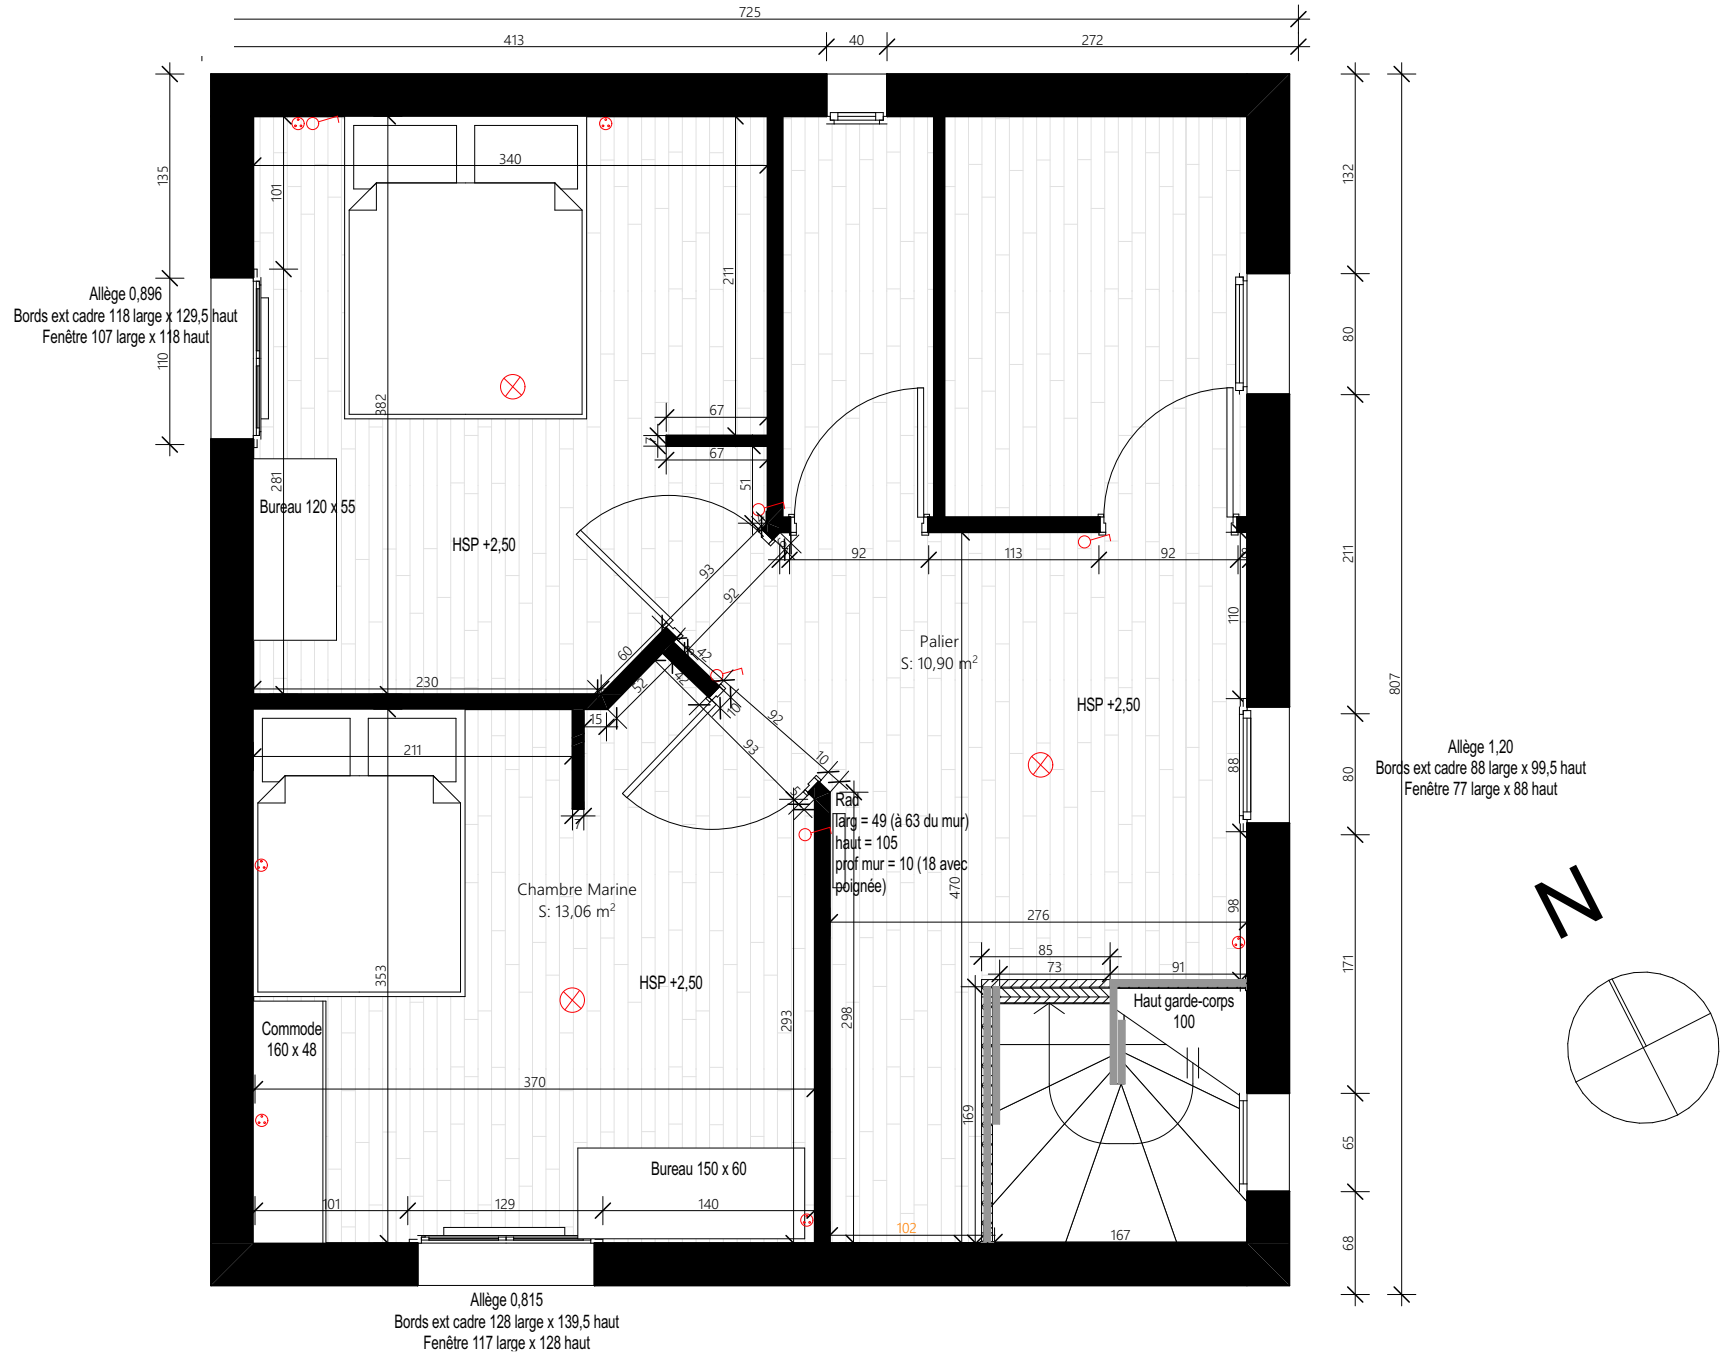 725
413
40
272
135
101
340
211
132
Allège 0,896
Bords ext cadre 118 large x 129,5 haut
Fenêtre 107 large x 118 haut
110
80
382
67
7
67
51
281
Bureau 120 x 55
HSP +2,50
93
92
92
113
92
211
110
807
60
42
42
52
230
15
10
92
93
10
5
Palier
S: 10,90 m²
HSP +2,50
88
80
Allège 1,20
Bords ext cadre 88 large x 99,5 haut
Fenêtre 77 large x 88 haut
211
7
Rad
larg = 49 (à 63 du mur)
haut = 105
prof mur = 10 (18 avec
poignée)
470
276
98
Chambre Marine
S: 13,06 m²
N
353
HSP +2,50
293
298
85
73
91
171
Haut garde-corps
100
Commode
160 x 48
370
169
65
Bureau 150 x 60
101
129
140
102
167
68
Allège 0,815
Bords ext cadre 128 large x 139,5 haut
Fenêtre 117 large x 128 haut